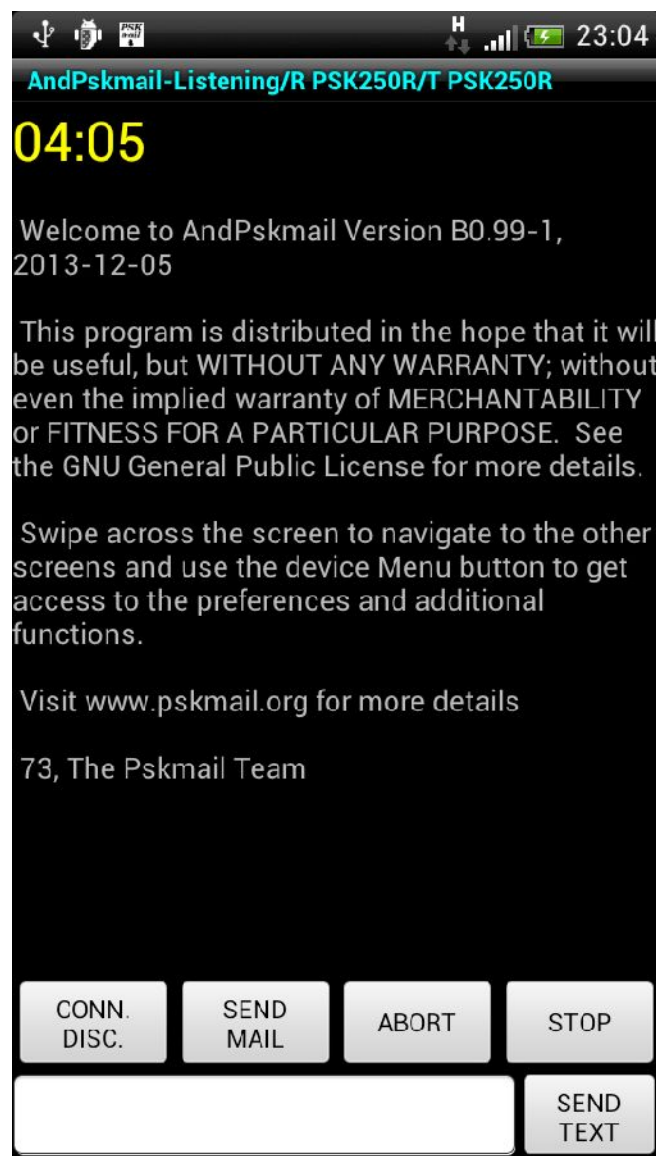 PSK
H
23:04
AndPskmail-Listening/R PSK250R/T PSK250R
04:05
Welcome to AndPskmail Version B0.99-1,
2013-12-05
This program is distributed in the hope that it will
be useful, but WITHOUT ANY WARRANTY; without
even the implied warranty of MERCHANTABILITY
or FITNESS FOR A PARTICULAR PURPOSE.  See
the GNU General Public License for more details.
Swipe across the screen to navigate to the other
screens and use the device Menu button to get
access to the preferences and additional
functions.
Visit www.pskmail.org for more details
73, The Pskmail Team
CONN.
DISC.
SEND
MAIL
ABORT
STOP
SEND
TEXT